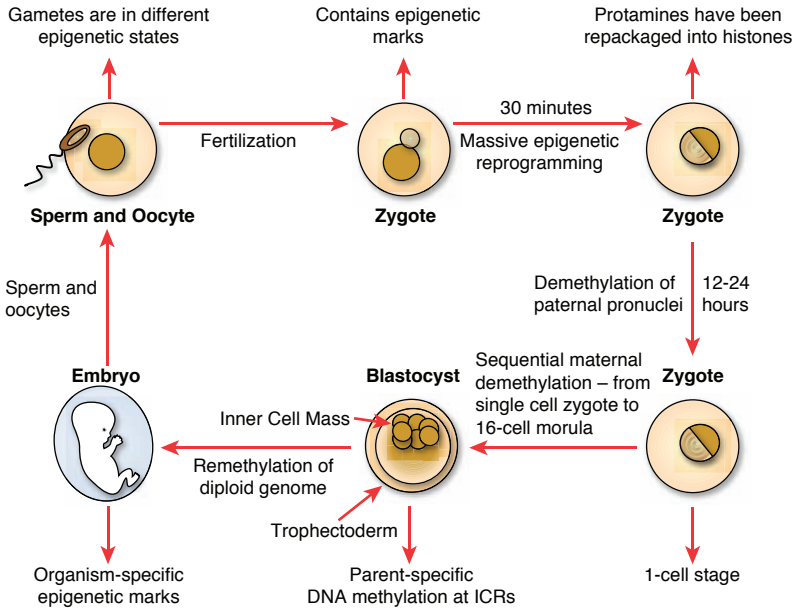 Gametes are in different
epigenetic states
Contains epigenetic
marks
Protamines have been
repackaged into histones
Fertilization
30 minutes
Massive epigenetic
reprogramming
Sperm and Oocyte
Zygote
Zygote
Sperm and
oocytes
Demethylation of
paternal pronuclei
12-24
hours
Embryo
Blastocyst
Sequential maternal
demethylation – from
single cell zygote to
16-cell morula
Zygote
Inner Cell Mass
Remethylation of
diploid genome
Trophectoderm
Organism-specific
epigenetic marks
Parent-specific
DNA methylation at ICRs
1-cell stage